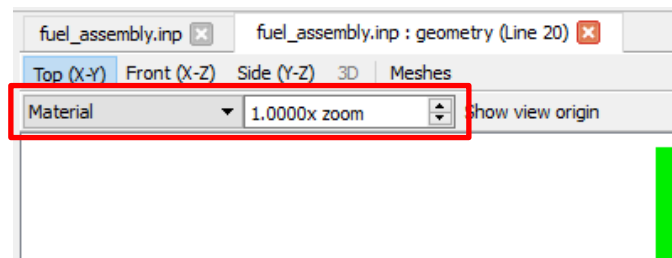 fuel_assembly.inp fuel_assembly.inp : geometry (Line 20)
Top (X-Y) Front (X-Z) Side (Y-Z) 3D Meshes
Material 1.0000x zoom Show view origin